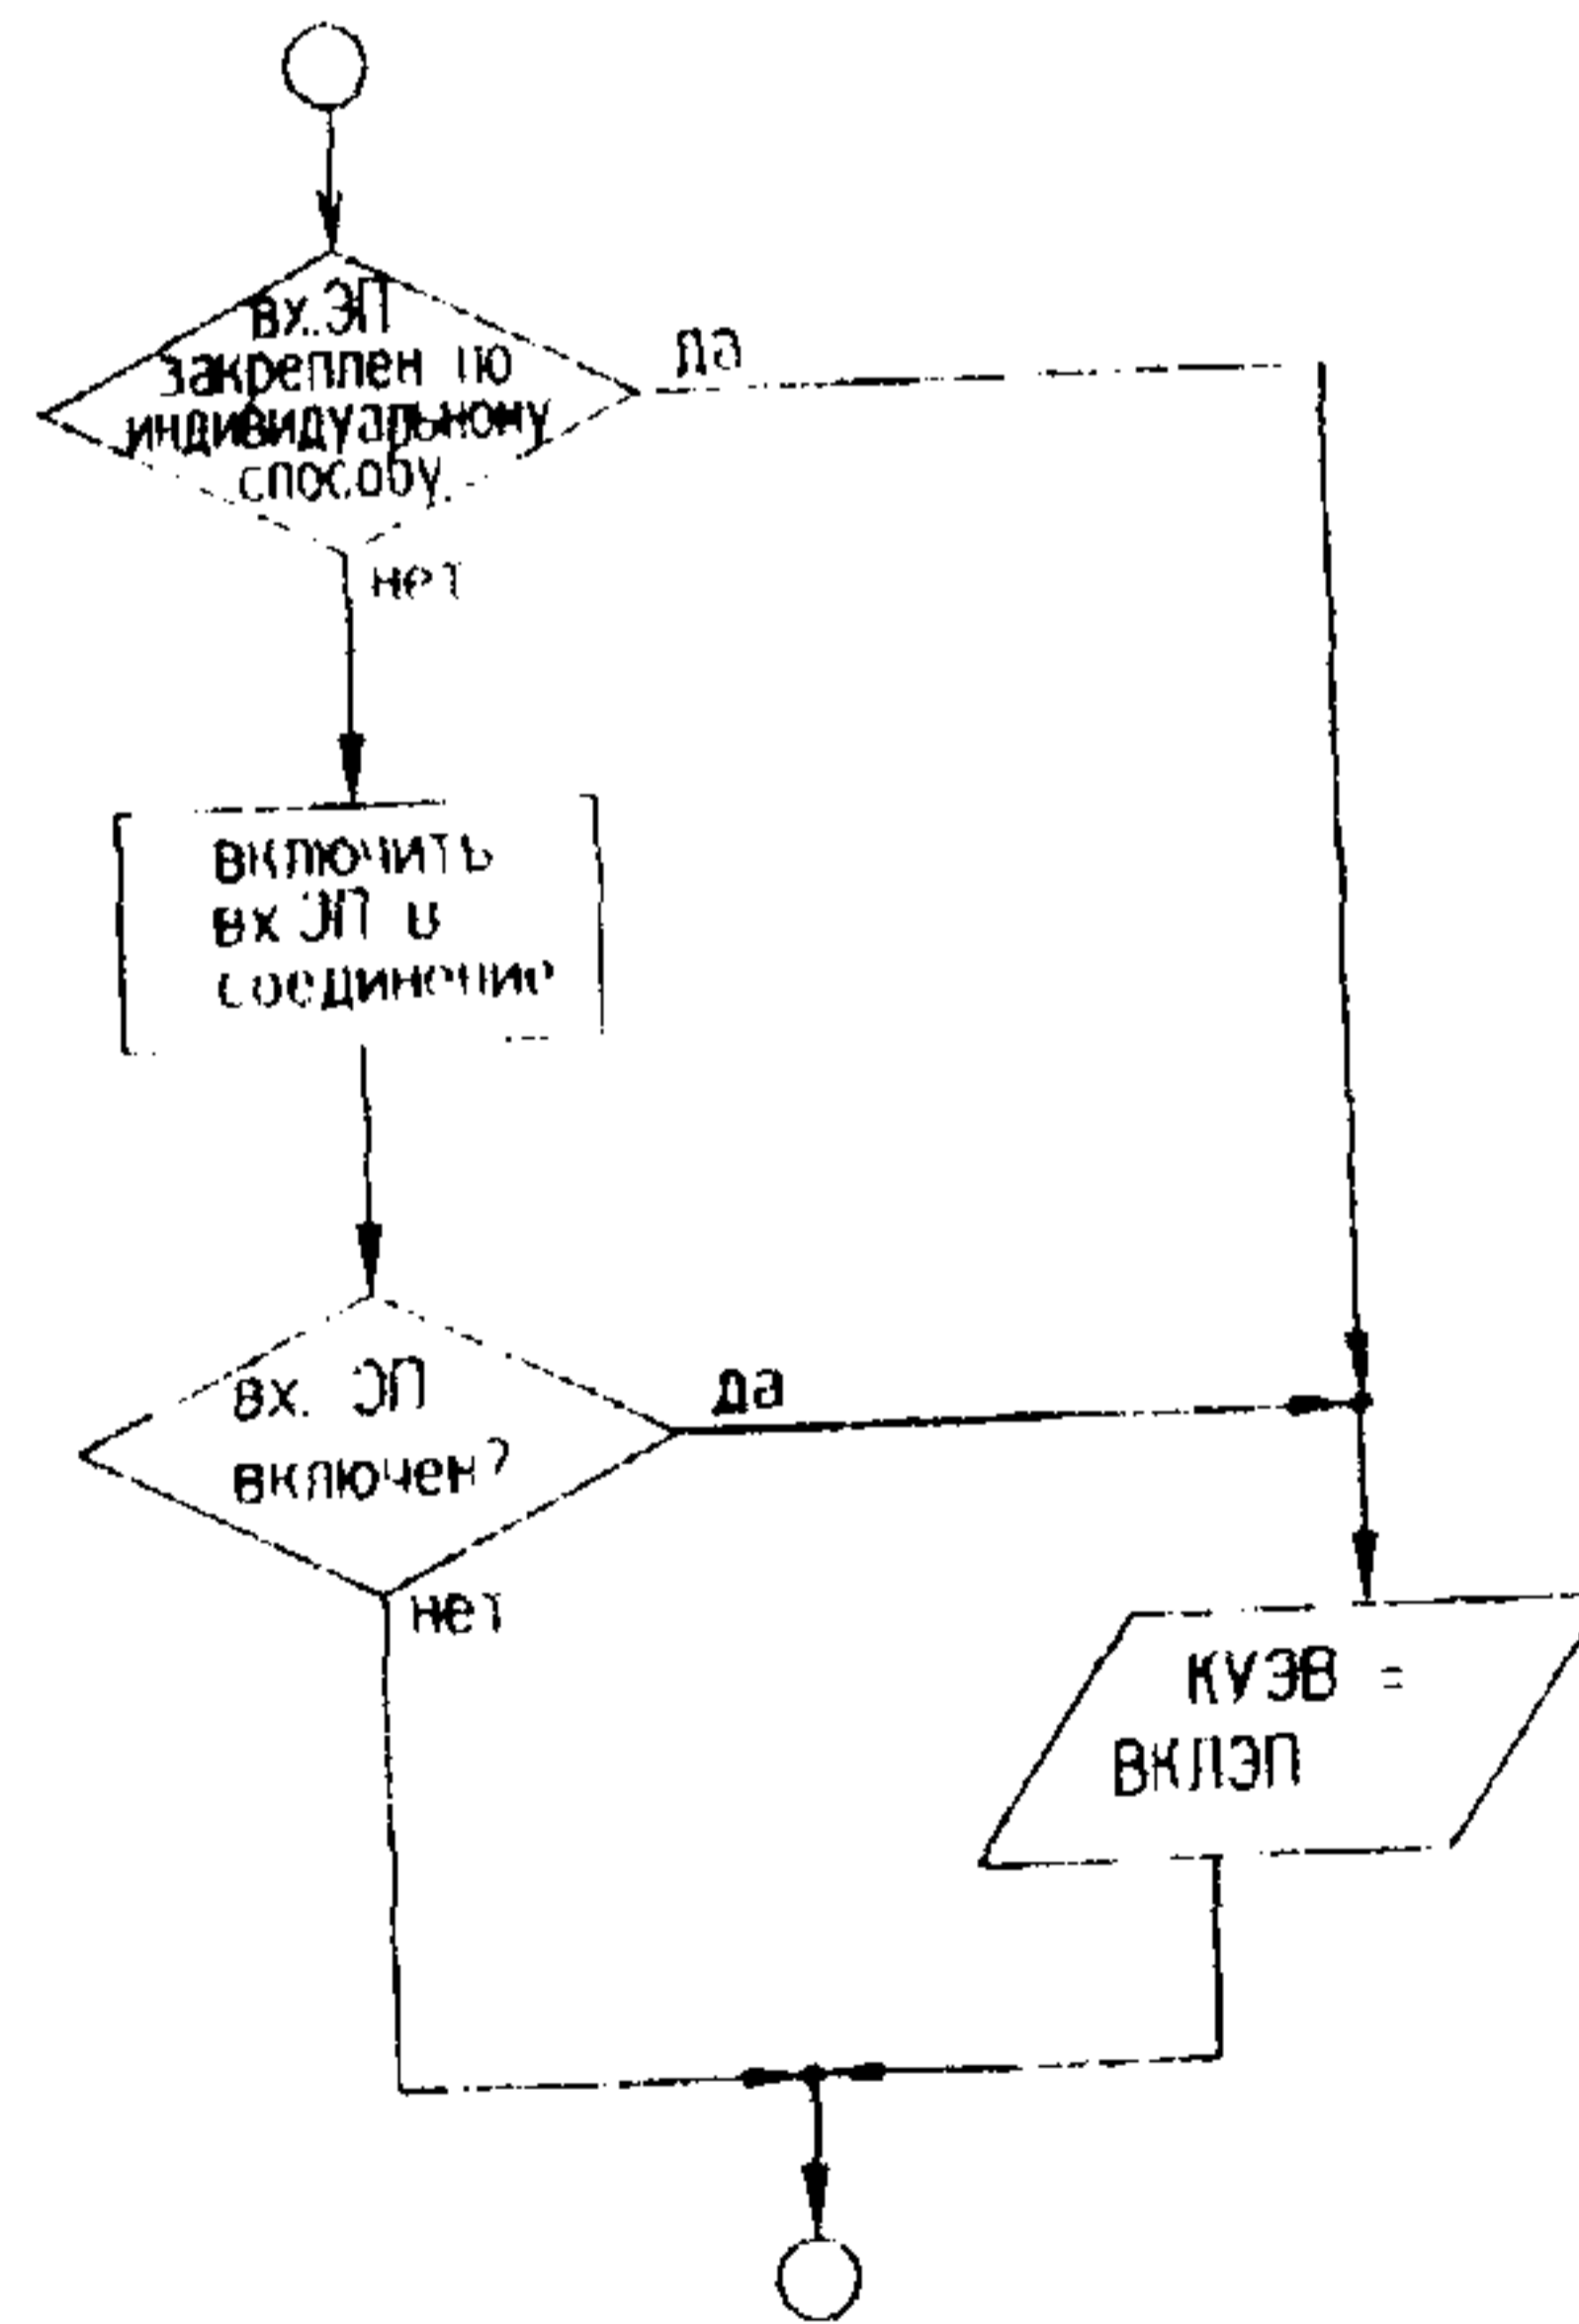 вх.ЭП
закреплен по
индивидуальному
способу
да
нет
включить
вх ЭП в
соединение
вх. ЭП
включен?
да
нет
КУЭВ =
ВКЛЭП